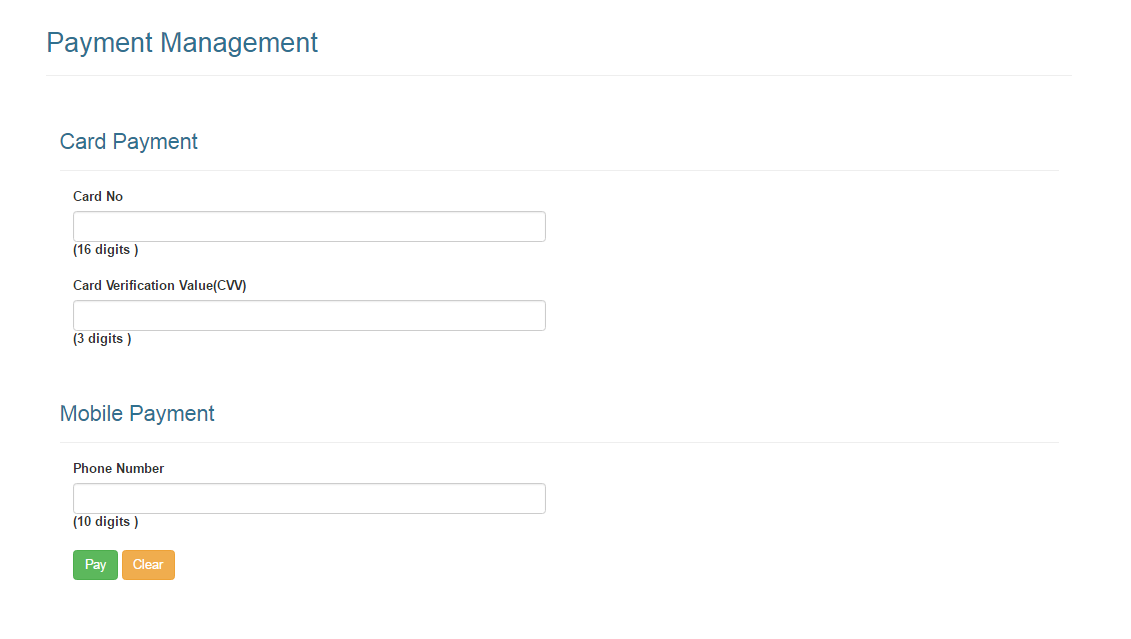 Payment Management
Card Payment
Card No
(16 digits )
Card Verification Value(CVV)
(3 digits )
Mobile Payment
Phone Number
(10 digits )
Pay Clear